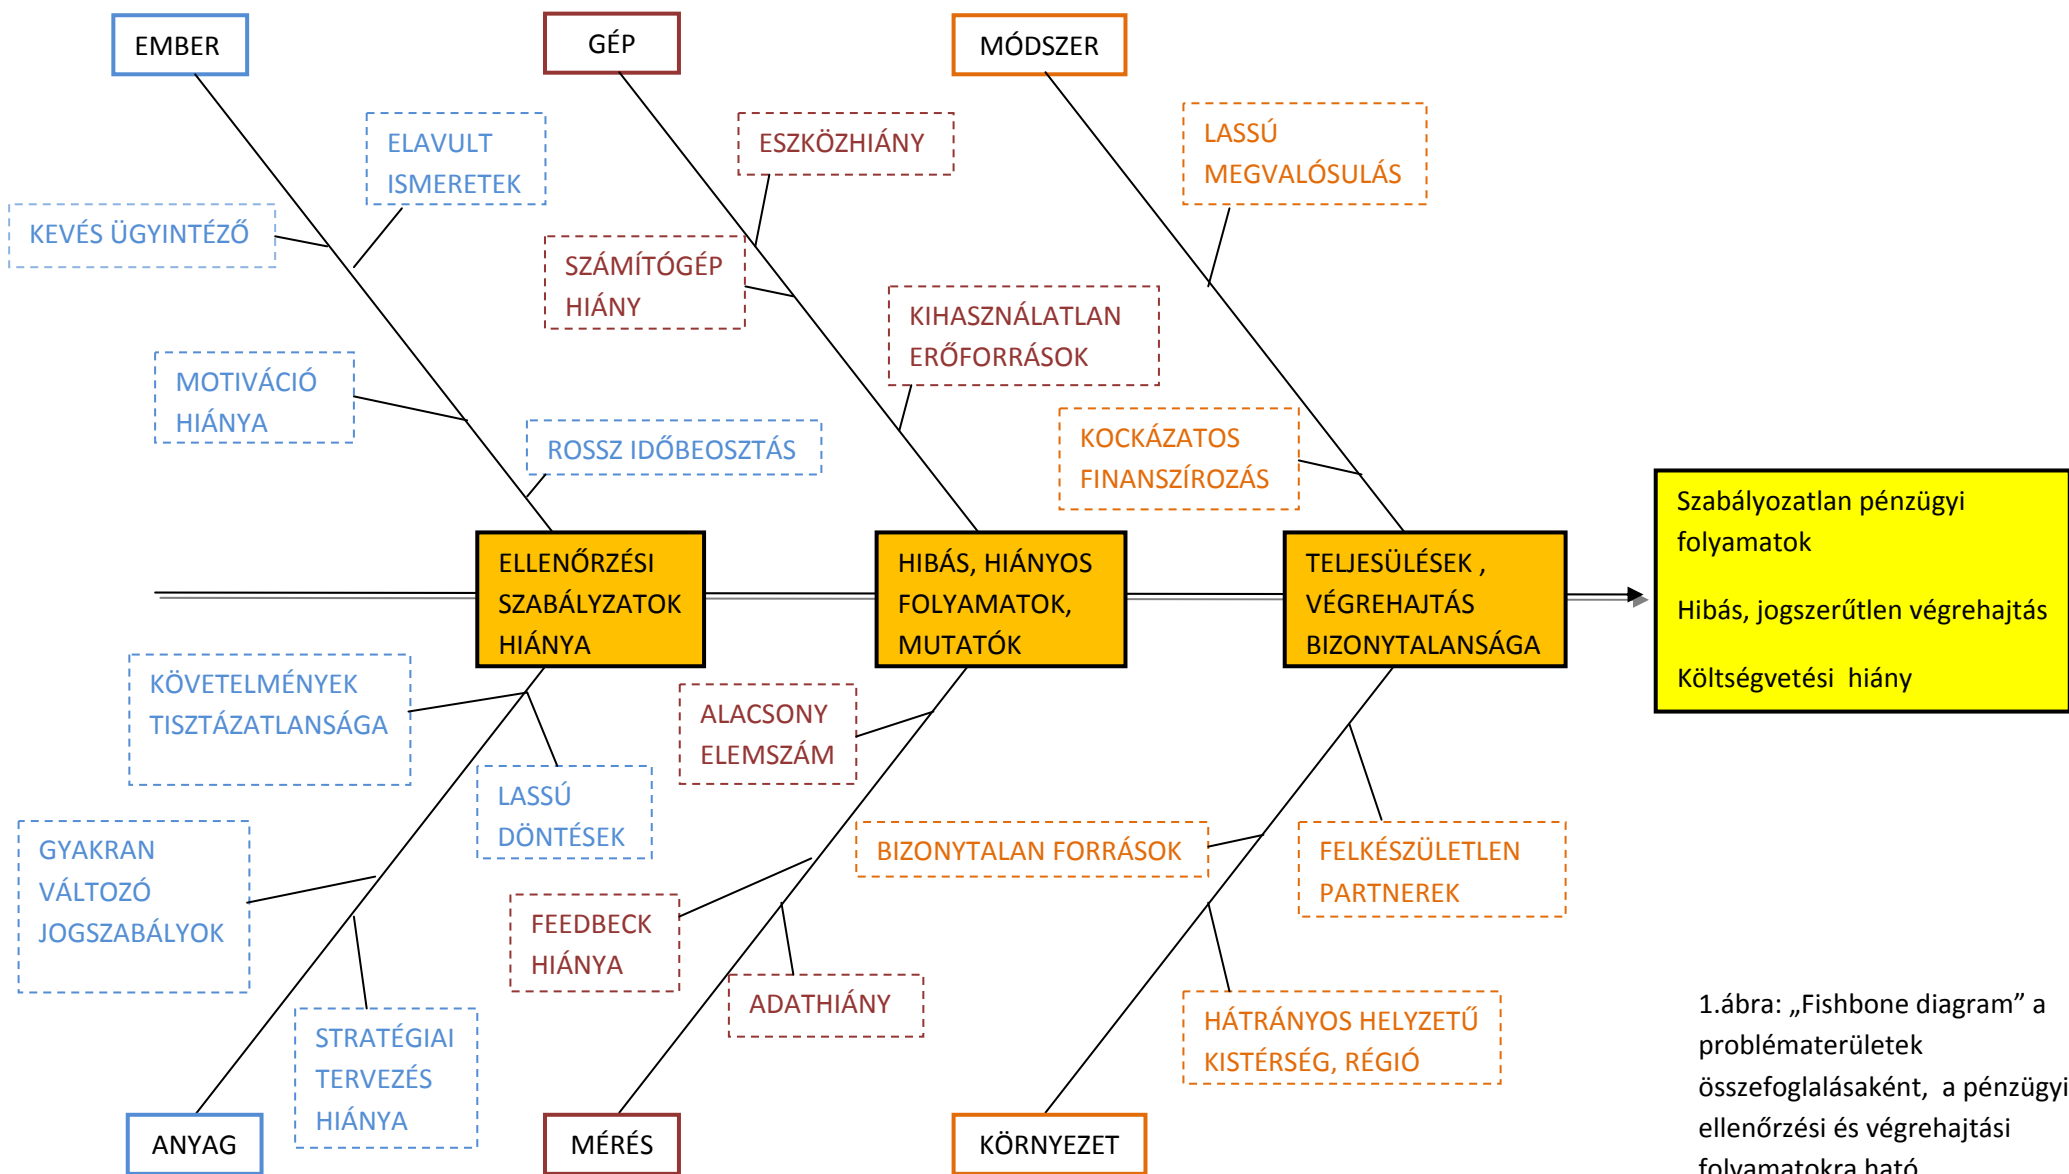 EMBER
GÉP
MÓDSZER
ELAVULT
ISMERETEK
ESZKÖZHIÁNY
LASSÚ
MEGVALÓSULÁS
KEVÉS ÜGYINTÉZŐ
SZÁMÍTÓGÉP
HIÁNY
KIHASZNÁLATLAN
ERŐFORRÁSOK
MOTIVÁCIÓ
HIÁNYA
ROSSZ IDŐBEOSZTÁS
KOCKÁZATOS
FINANSZÍROZÁS
ELLENŐRZÉSI
SZABÁLYZATOK
HIÁNYA
HIBÁS, HIÁNYOS
FOLYAMATOK,
MUTATÓK
TELJESÜLÉSEK ,
VÉGREHAJTÁS
BIZONYTALANSÁGA
Szabályozatlan pénzügyi
folyamatok
Hibás, jogszerűtlen végrehajtás
Költségvetési  hiány
KÖVETELMÉNYEK
TISZTÁZATLANSÁGA
LASSÚ
DÖNTÉSEK
ALACSONY
ELEMSZÁM
GYAKRAN
VÁLTOZÓ
JOGSZABÁLYOK
BIZONYTALAN FORRÁSOK
FELKÉSZÜLETLEN
PARTNEREK
FEEDBECK
HIÁNYA
ADATHIÁNY
STRATÉGIAI
TERVEZÉS
HIÁNYA
HÁTRÁNYOS HELYZETŰ
KISTÉRSÉG, RÉGIÓ
ANYAG
MÉRÉS
KÖRNYEZET
1.ábra: „Fishbone diagram” a
problématerületek
összefoglalásaként,  a pénzügyi
ellenőrzési és végrehajtási
folyamatokra ható